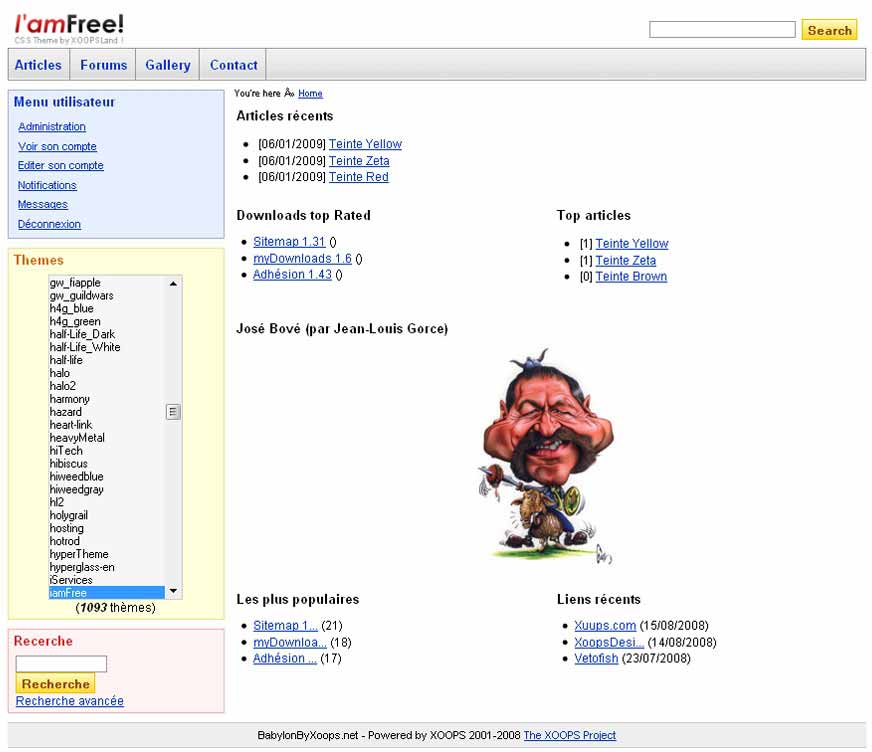 I'amFree!
CSS Theme by XOOPSLand !
Search
Articles Forums Gallery Contact
Menu utilisateur
Administration
Voir son compte
Editer son compte
Notifications
Messages
Déconnexion
Themes
gw_fiapple
gw_guildwars
h4g_blue
h4g_green
half-Life_Dark
half-Life_White
half-life
halo
halo2
harmony
hazard
heart-link
heavyMetal
hiTech
hibiscus
hiweedblue
hiweedgray
hl2
holygrail
hosting
hotrod
hyperTheme
hyperglass-en
iServices
iamFree
(1093 thèmes)
Recerche
Recherche
Recherche avancée
You're here Â» Home
Articles récents
[06/01/2009] Teinte Yellow
[06/01/2009] Teinte Zeta
[06/01/2009] Teinte Red
Downloads top Rated
Sitemap 1.31 ()
myDownloads 1.6 ()
Adhésion 1.43 ()
Top articles
[1] Teinte Yellow
[1] Teinte Zeta
[0] Teinte Brown
José Bové (par Jean-Louis Gorce)
Les plus populaires
Sitemap 1... (21)
myDownloa... (18)
Adhésion ... (17)
Liens récents
Xuups.com (15/08/2008)
XoopsDesi... (14/08/2008)
Vetofish (23/07/2008)
BabylonByXoops.net - Powered by XOOPS 2001-2008 The XOOPS Project